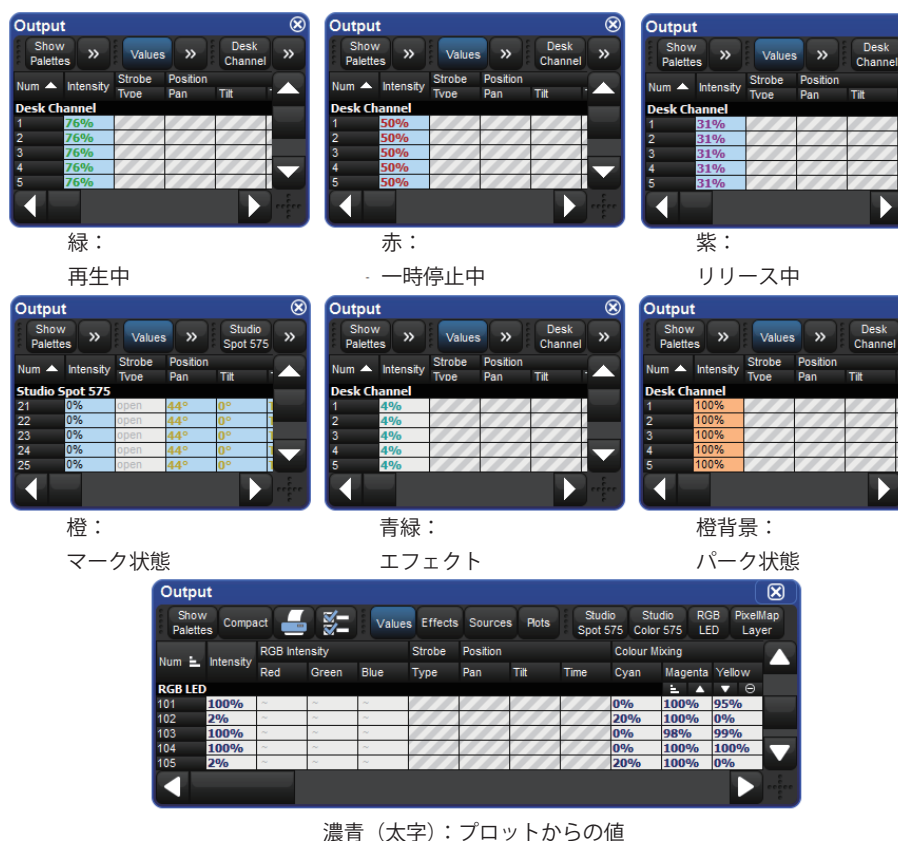 Output
Show Palettes » Values » Desk Channel »
Num Intensity Strobe Position
Type Pan Tilt
Desk Channel
1 76%
2 76%
3 76%
4 76%
5 76%
緑：
再生中
Output
Show Palettes » Values » Desk Channel »
Num Intensity Strobe Position
Type Pan Tilt
Desk Channel
1 50%
2 50%
3 50%
4 50%
5 50%
赤：
一時停止中
Output
Show Palettes » Values » Desk Channel
Num Intensity Strobe Position
Type Pan Tilt
Desk Channel
1 31%
2 31%
3 31%
4 31%
5 31%
紫：
リリース中
Output
Show Palettes » Values » Studio Spot 575 »
Num Intensity Strobe Position
Type Pan Tilt
Studio Spot 575
21 0% open 44° 0°
22 0% open 44° 0°
23 0% open 44° 0°
24 0% open 44° 0°
25 0% open 44° 0°
橙：
マーク状態
Output
Show Palettes » Values » Desk Channel »
Num Intensity Strobe Position
Type Pan Tilt
Desk Channel
1 4%
2 4%
3 4%
4 4%
5 4%
青緑：
エフェクト
Output
Show Palettes » Values » Desk Channel
Num Intensity Strobe Position
Type Pan Tilt
Desk Channel
1 100%
2 100%
3 100%
4 100%
5 100%
橙背景：
パーク状態
Output
Show Palettes Compact Values Effects Sources Plots Studio Spot 575 Studio Color 575 RGB LED PixelMap Layer
Num Intensity RGB Intensity Strobe Position Colour Mixing
Red Green Blue Type Pan Tilt Time Cyan Magenta Yellow
RGB LED
101 100% ~ ~ ~ 0% 100% 95%
102 2% ~ ~ ~ 20% 100% 0%
103 100% ~ ~ ~ 0% 98% 99%
104 100% ~ ~ ~ 0% 100% 100%
105 2% ~ ~ ~ 20% 100% 0%
濃青（太字）：プロットからの値